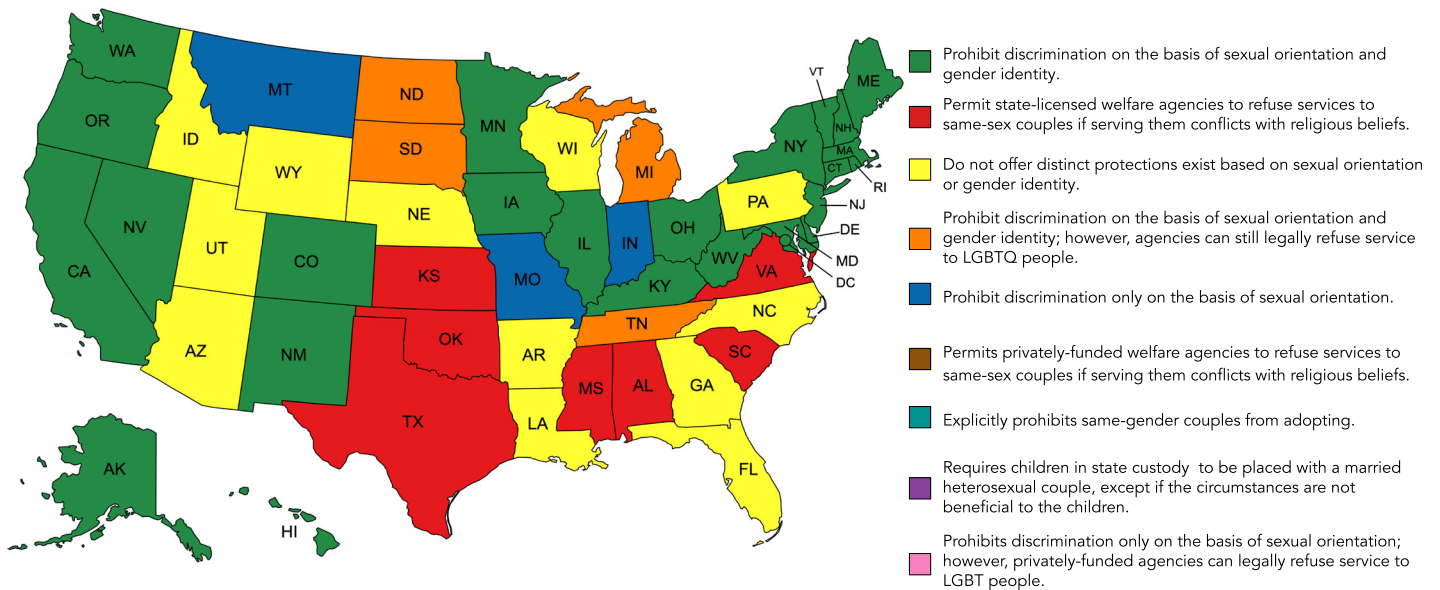 WA
OR
CA
NV
ID
MT
WY
UT
AZ
CO
NM
ND
SD
NE
KS
OK
TX
MN
IA
MO
AR
LA
WI
IL
MI
IN
OH
KY
TN
MS
AL
GA
FL
SC
NC
VA
WV
PA
NY
VT
NH
ME
MA
CT
RI
NJ
DE
MD
DC
AK
HI
Prohibit discrimination on the basis of sexual orientation and
gender identity.
Permit state-licensed welfare agencies to refuse services to
same-sex couples if serving them conflicts with religious beliefs.
Do not offer distinct protections exist based on sexual orientation
or gender identity.
Prohibit discrimination on the basis of sexual orientation and
gender identity; however, agencies can still legally refuse service
to LGBTQ people.
Prohibit discrimination only on the basis of sexual orientation.
Permits privately-funded welfare agencies to refuse services to
same-sex couples if serving them conflicts with religious beliefs.
Explicitly prohibits same-gender couples from adopting.
Requires children in state custody to be placed with a married
heterosexual couple, except if the circumstances are not
beneficial to the children.
Prohibits discrimination only on the basis of sexual orientation;
however, privately-funded agencies can legally refuse service to
LGBT people.